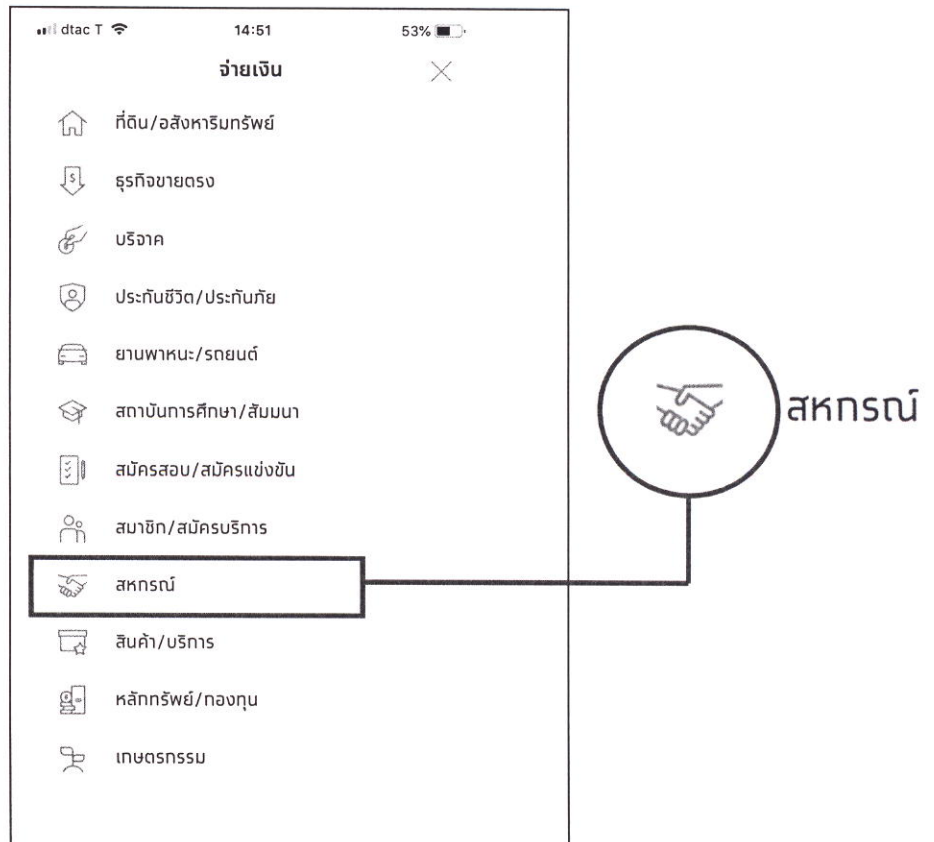 dtac T 14:51 53%
จ่ายเงิน
ที่ดิน/อสังหาริมทรัพย์
ธุรกิจขายตรง
บริจาค
ประกันชีวิต/ประกันภัย
ยานพาหนะ/รถยนต์
สถาบันการศึกษา/สัมมนา
สมัครสอบ/สมัครแข่งขัน
สมาชิก/สมัครบริการ
สหกรณ์
สหกรณ์
สินค้า/บริการ
หลักทรัพย์/กองทุน
เกษตรกรรม